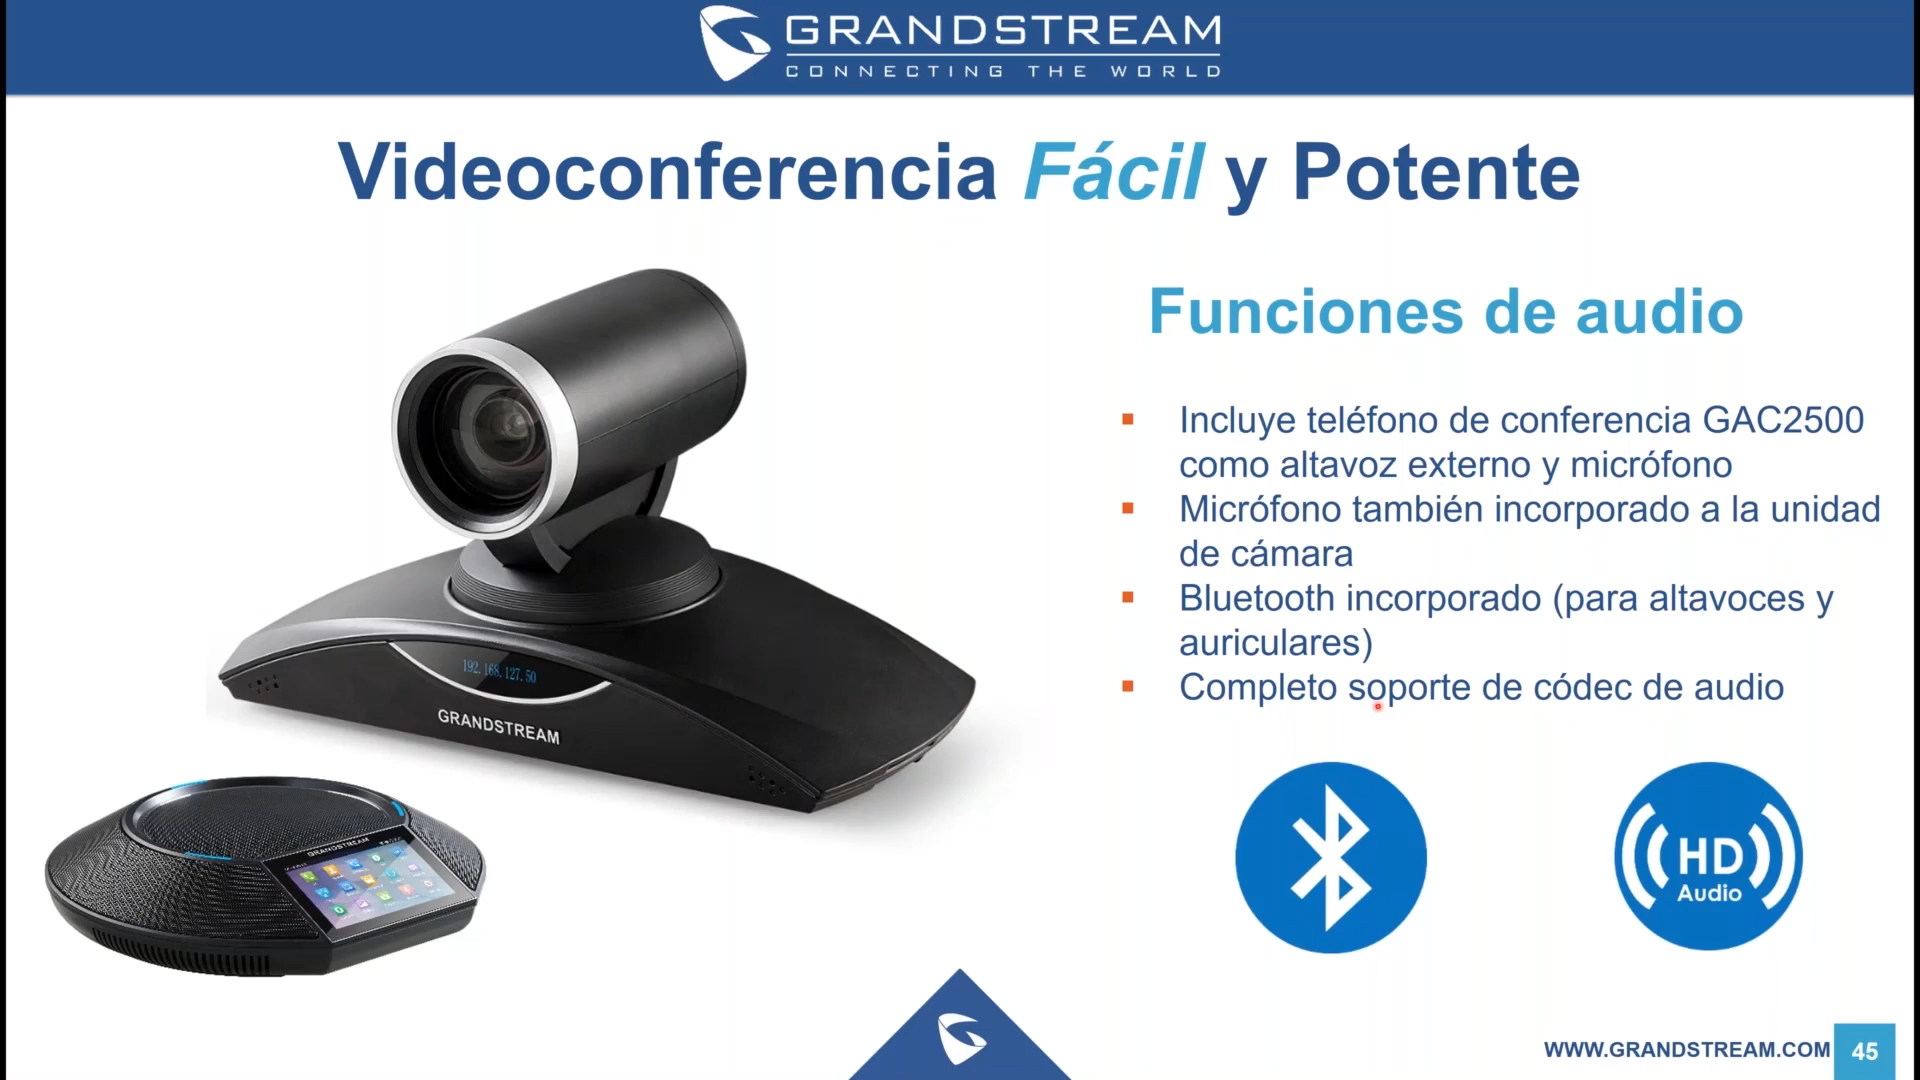 GRANDSTREAM
CONNECTING THE WORLD
Videoconferencia Fácil y Potente
Funciones de audio
Incluye teléfono de conferencia GAC2500
como altavoz externo y micrófono
Micrófono también incorporado a la unidad
de cámara
Bluetooth incorporado (para altavoces y
auriculares)
Completo soporte de códec de audio
192.168.127.50
GRANDSTREAM
GRANDSTREAM
HD
Audio
WWW.GRANDSTREAM.COM
45